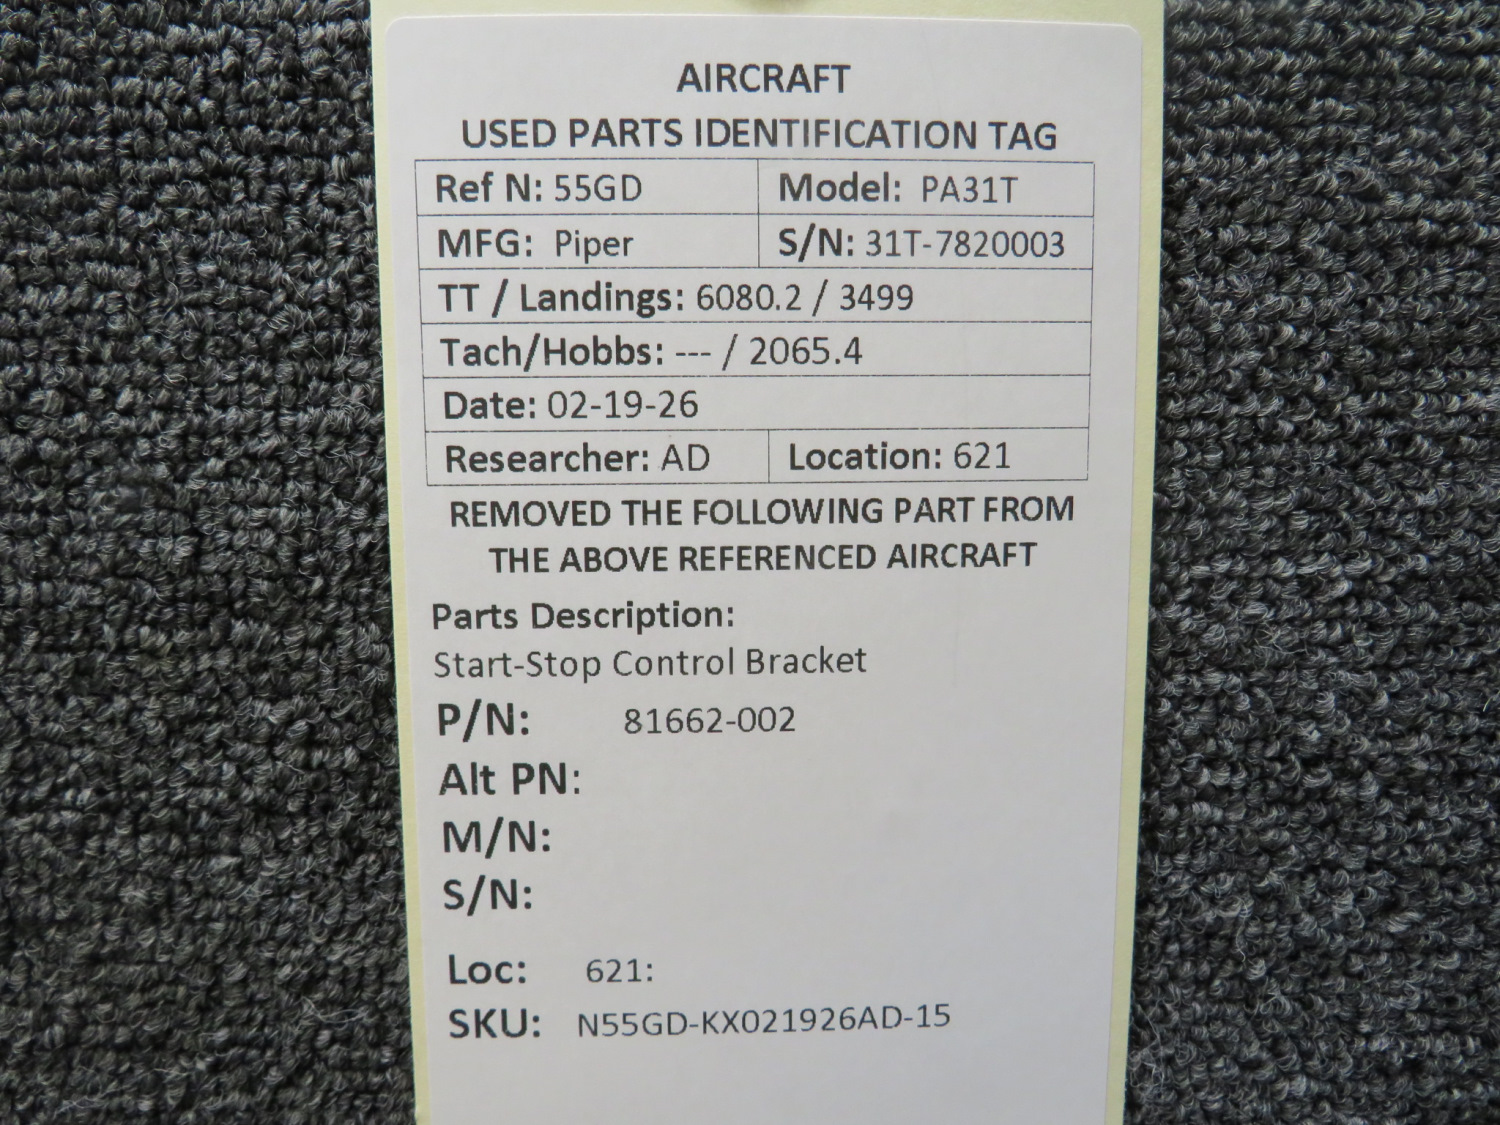 AIRCRAFT
USED PARTS IDENTIFICATION TAG
Ref N: 55GD Model: PA31T
MFG: Piper S/N: 31T-7820003
TT / Landings: 6080.2 / 3499
Tach/Hobbs: --- / 2065.4
Date: 02-19-26
Researcher: AD Location: 621
REMOVED THE FOLLOWING PART FROM
THE ABOVE REFERENCED AIRCRAFT
Parts Description:
Start-Stop Control Bracket
P/N: 81662-002
Alt PN:
M/N:
S/N:
Loc: 621:
SKU: N55GD-KX021926AD-15